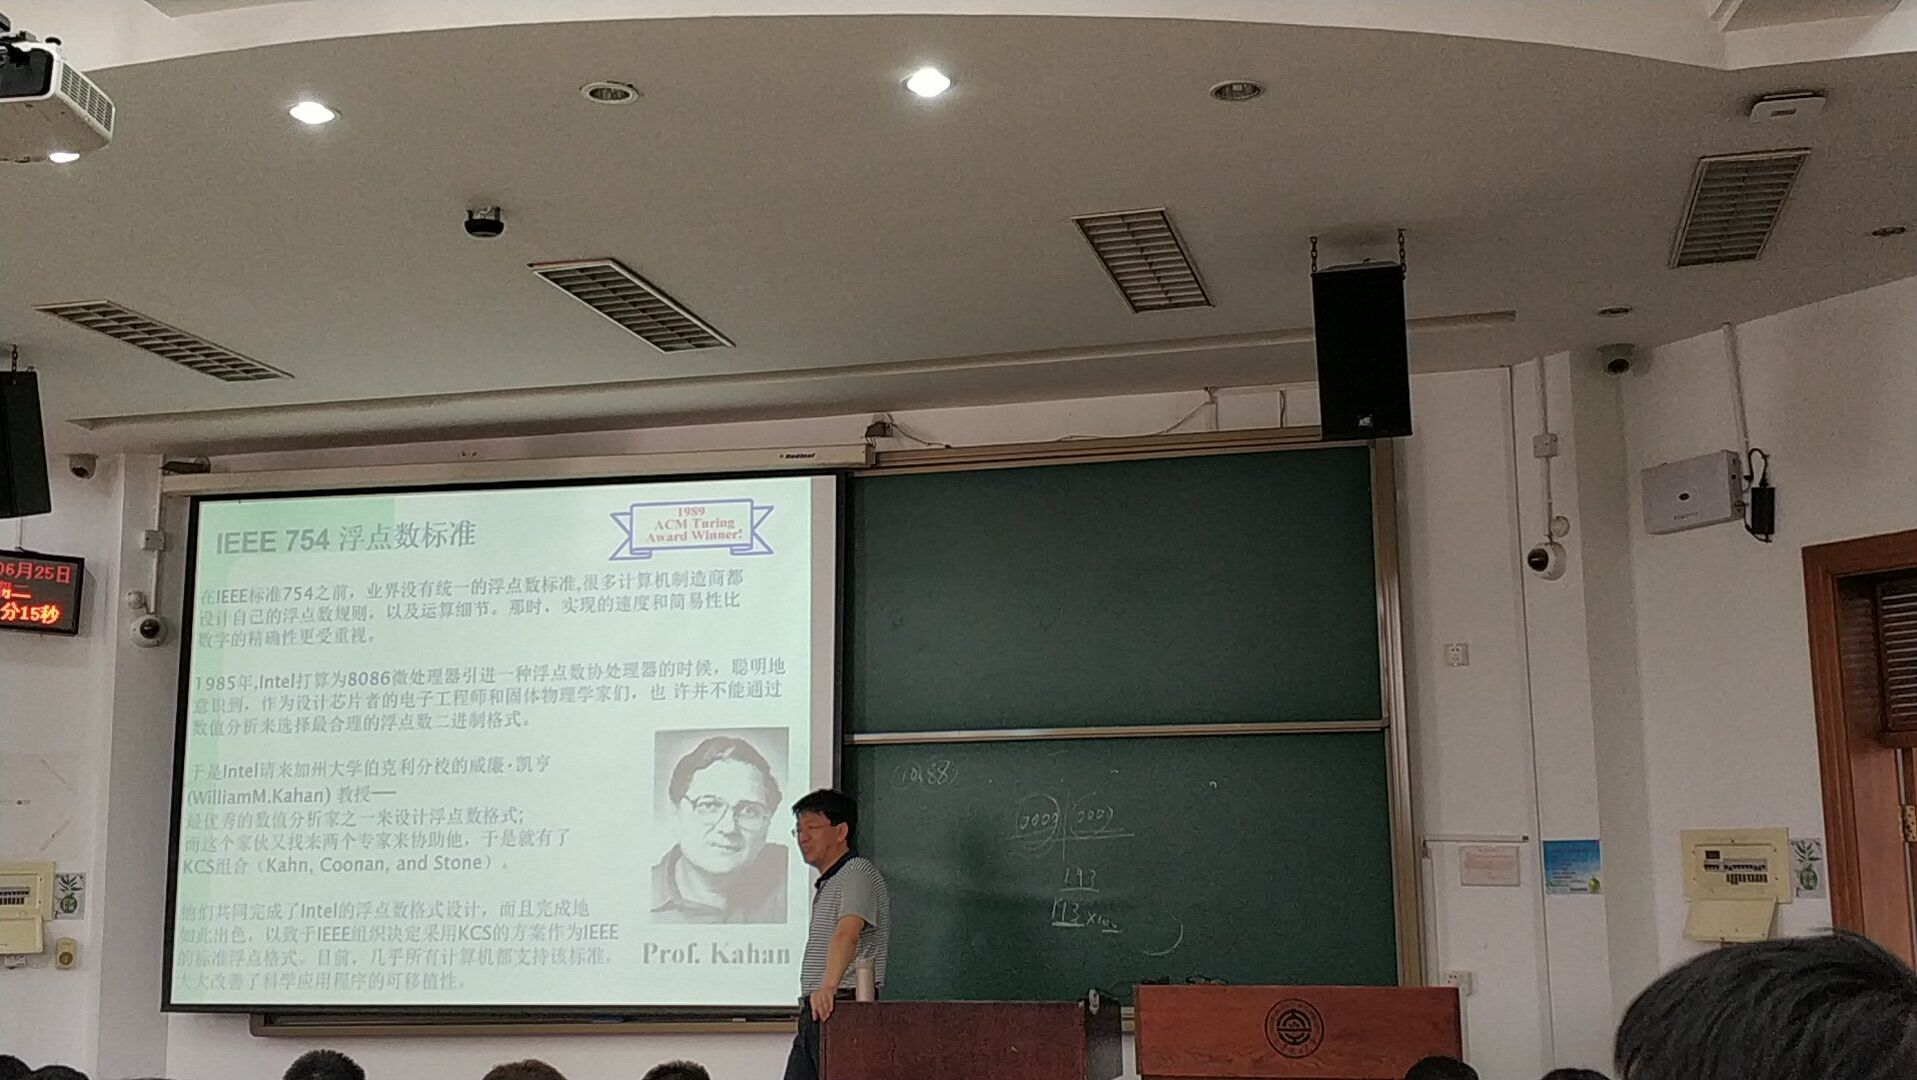 IEEE 754 浮点数标准
1989
ACM Turing
Award Winner!
在IEEE标准754之前，业界没有统一的浮点数标准,很多计算机制造商都
设计自己的浮点数规则，以及运算细节。那时，实现的速度和简易性比
数字的精确性更受重视。
1985年,Intel打算为8086微处理器引进一种浮点数协处理器的时候，聪明地
意识到，作为设计芯片者的电子工程师和固体物理学家们，也 许并不能通过
数值分析来选择最合理的浮点数二进制格式。
于是Intel请来加州大学伯克利分校的威廉·凯亨
(WilliamM.Kahan) 教授——
最优秀的数值分析家之一来设计浮点数格式;
而这个家伙又找来两个专家来协助他，于是就有了
KCS组合（Kahn, Coonan, and Stone）。
他们共同完成了Intel的浮点数格式设计，而且完成地
如此出色，以致于IEEE组织决定采用KCS的方案作为IEEE
的标准浮点格式。目前，几乎所有计算机都支持该标准，
大大改善了科学应用程序的可移植性。
Prof. Kahan
06月25日
期二
分15秒
193